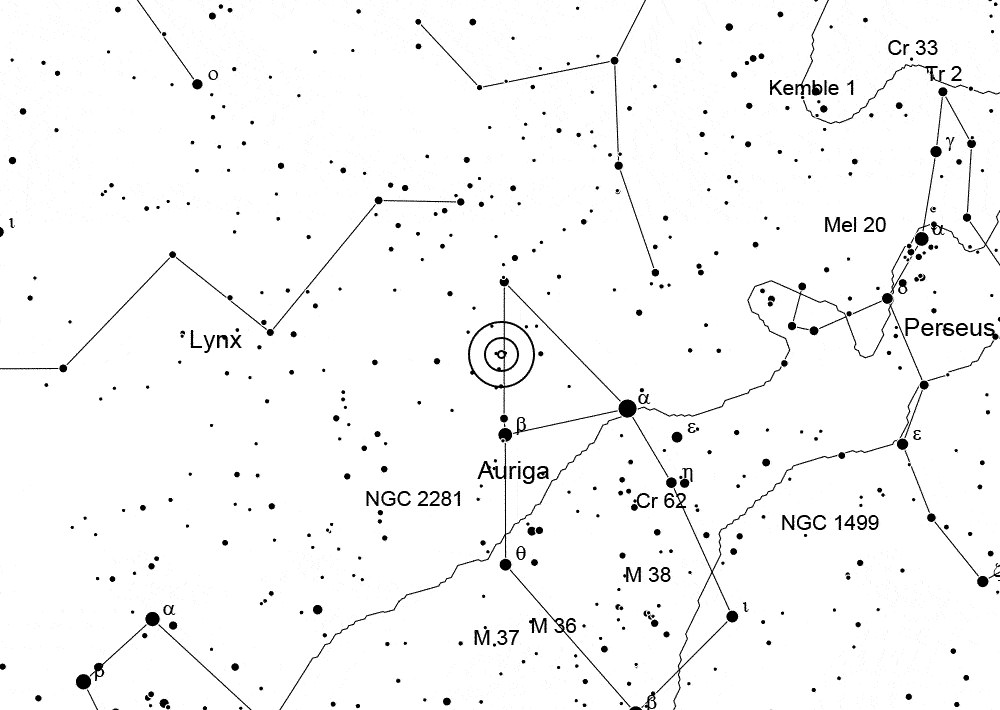 Cr 33
ο
Tr 2
Kemble 1
γ
ι
Mel 20
α
δ
Lynx
Perseus
α
β
ε
ε
Auriga
η
NGC 2281
Cr 62
NGC 1499
θ
M 38
ζ
α
ι
M 37
M 36
β
β